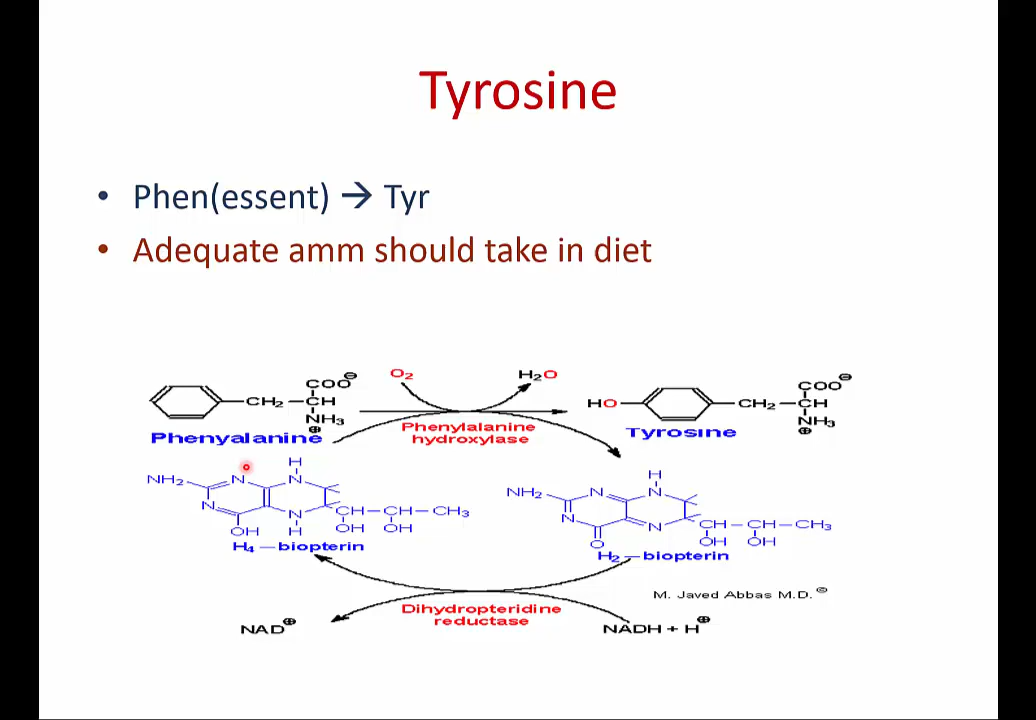 Tyrosine
• Phen(essent) → Tyr
• Adequate amm should take in diet
COO⊖
O₂
H₂O
COO⊖
CH₂—CH
HO
CH₂—CH
NH₃⊕
NH₃⊕
Phenyalanine
Phenylalanine
hydroxylase
Tyrosine
H
H
NH₂
N
N
NH₂
N
N
N
N
CH—CH—CH₃
N
N
CH—CH—CH₃
OH
H
OH
OH
O
OH
OH
H₄—biopterin
H₂—biopterin
M. Javed Abbas M.D.©
Dihydropteridine
reductase
NAD⊕
NADH + H⊕